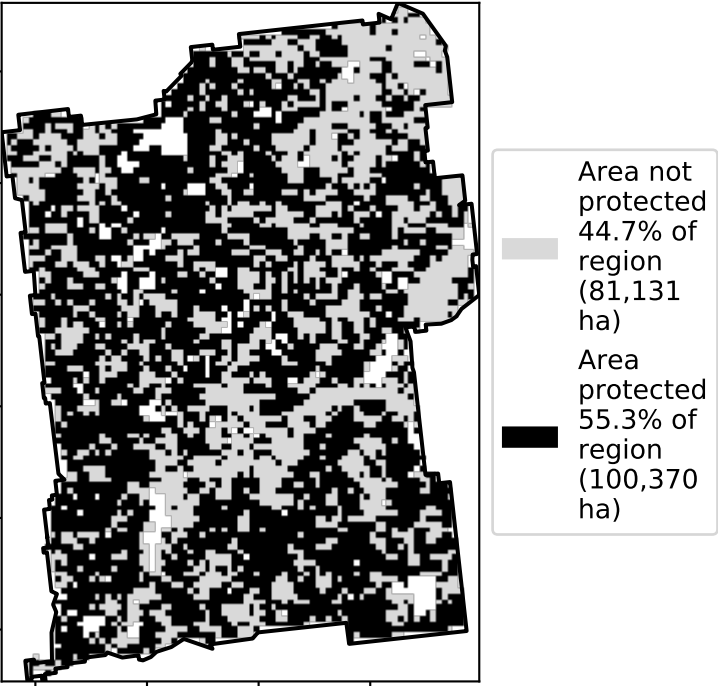 Area not
protected
44.7% of
region
(81,131
ha)
Area
protected
55.3% of
region
(100,370
ha)